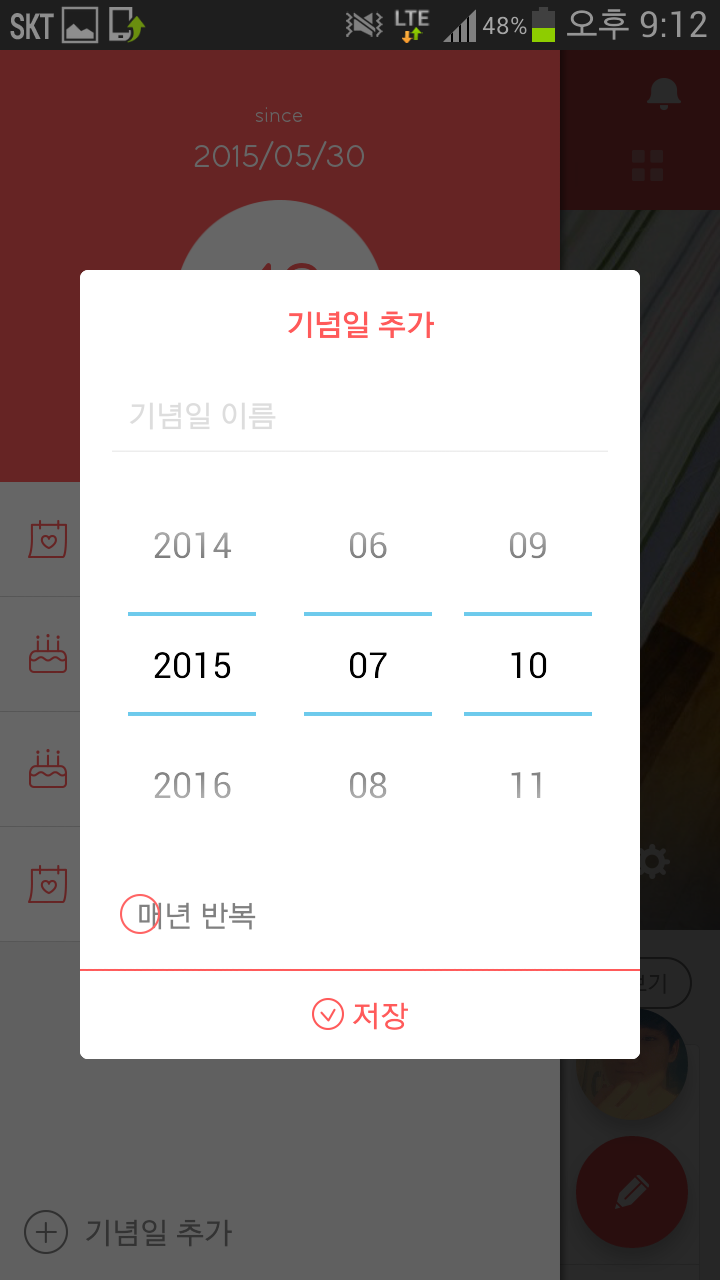 SKT LTE 48% 오후 9:12
since
2015/05/30
기념일 추가
기념일 이름
2014 06 09
2015 07 10
2016 08 11
매년 반복
저장
기념일 추가